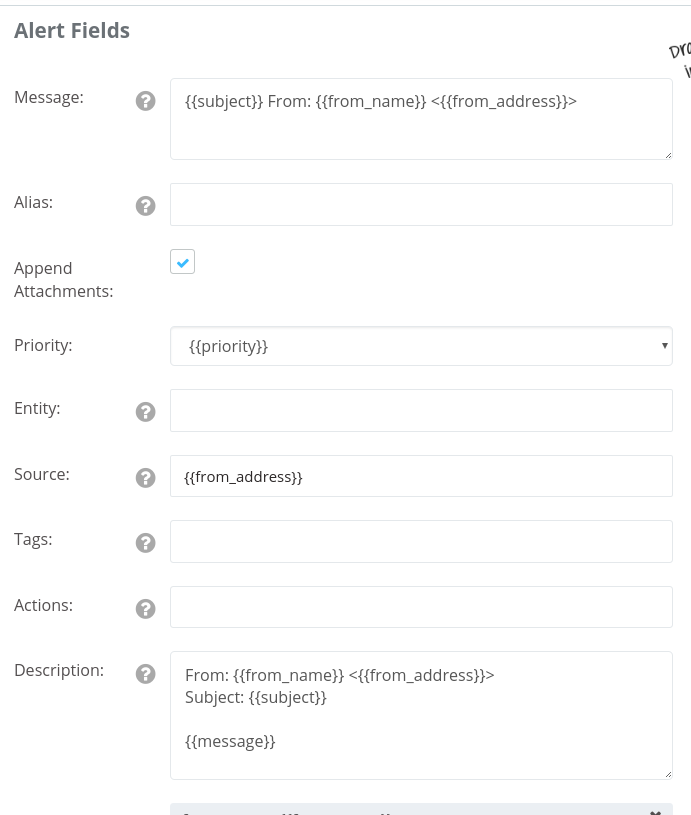 Alert Fields
Message:
{{subject}} From: {{from_name}} <{{from_address}}>
Alias:
Append
Attachments:
Priority:
{{priority}}
Entity:
Source:
{{from_address}}
Tags:
Actions:
Description:
From: {{from_name}} <{{from_address}}>
Subject: {{subject}}
{{message}}